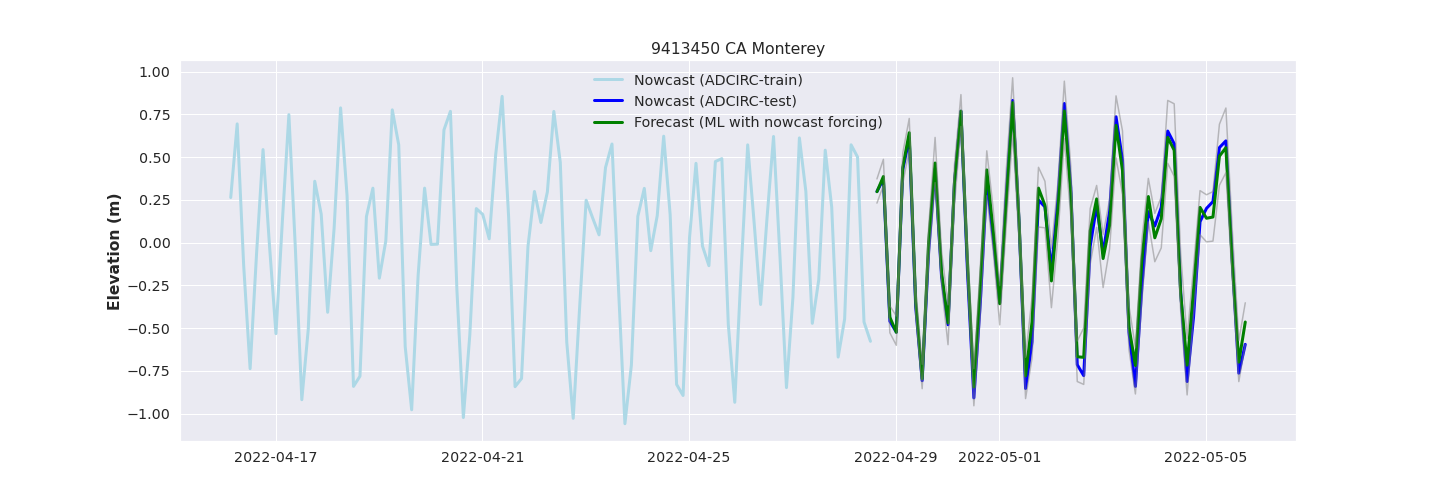 9413450 CA Monterey
Nowcast (ADCIRC-train)
Nowcast (ADCIRC-test)
Forecast (ML with nowcast forcing)
Elevation (m)
1.00
0.75
0.50
0.25
0.00
−0.25
−0.50
−0.75
−1.00
2022-04-17 2022-04-21 2022-04-25 2022-04-29 2022-05-01 2022-05-05